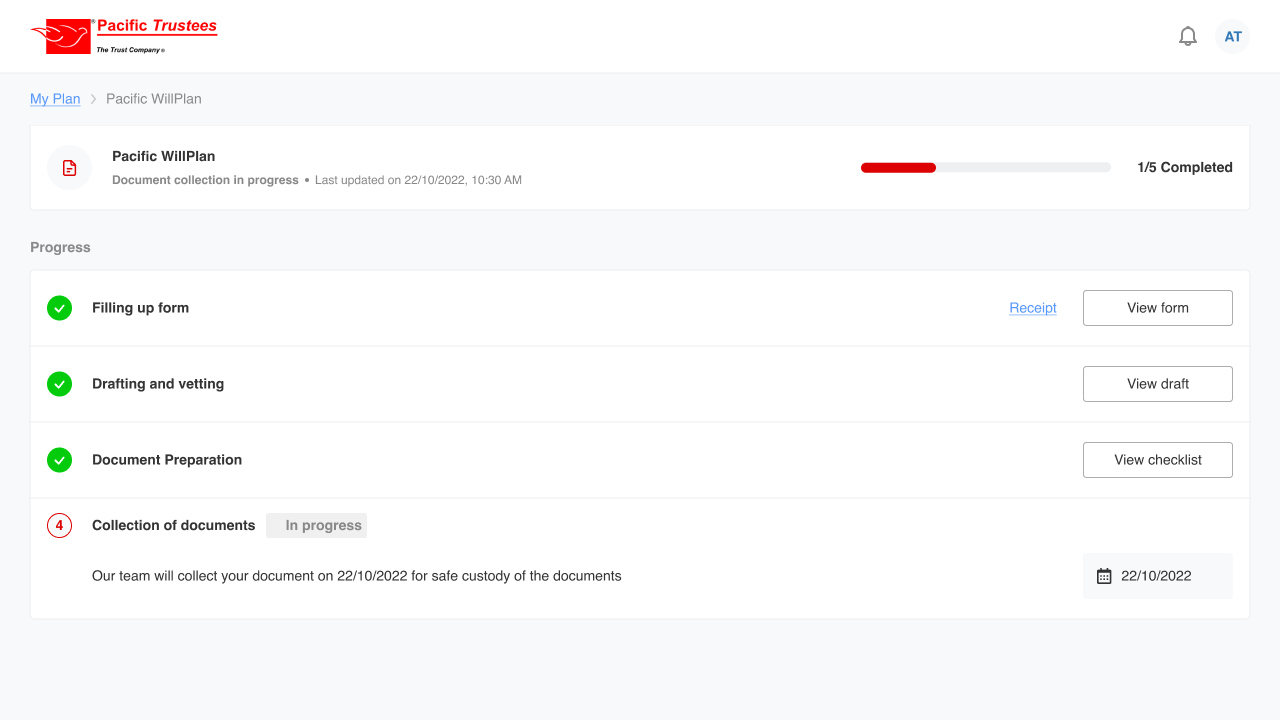 Pacific Trustees
The Trust Company ®
AT
My Plan > Pacific WillPlan
Pacific WillPlan
Document collection in progress • Last updated on 22/10/2022, 10:30 AM
1/5 Completed
Progress
Filling up form
Receipt
View form
Drafting and vetting
View draft
Document Preparation
View checklist
4
Collection of documents
In progress
Our team will collect your document on 22/10/2022 for safe custody of the documents
22/10/2022